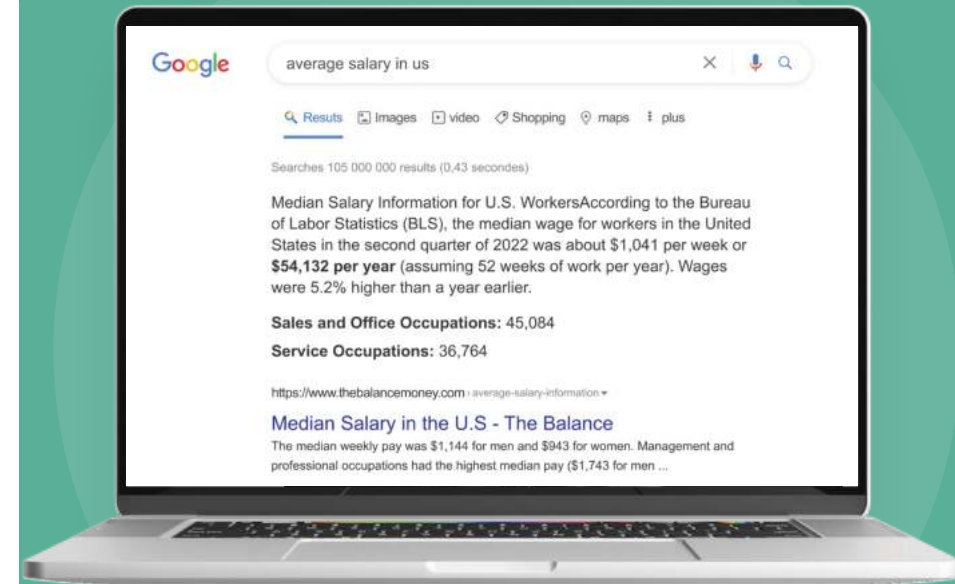 Google
average salary in us
Resuts Images video Shopping maps plus
Searches 105 000 000 results (0,43 secondes)
Median Salary Information for U.S. WorkersAccording to the Bureau
of Labor Statistics (BLS), the median wage for workers in the United
States in the second quarter of 2022 was about $1,041 per week or
$54,132 per year (assuming 52 weeks of work per year). Wages
were 5.2% higher than a year earlier.
Sales and Office Occupations: 45,084
Service Occupations: 36,764
https://www.thebalancemoney.com › average-salary-information
Median Salary in the U.S - The Balance
The median weekly pay was $1,144 for men and $943 for women. Management and
professional occupations had the highest median pay ($1,743 for men ...